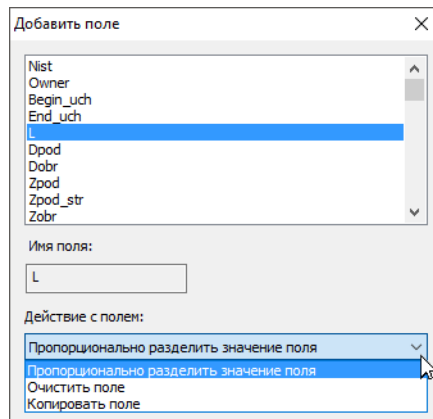 Добавить поле
Nist
Owner
Begin_uch
End_uch
L
Dpod
Dobr
Zpod
Zpod_str
Zobr
Имя поля:
L
Действие с полем:
Пропорционально разделить значение поля
Пропорционально разделить значение поля
Очистить поле
Копировать поле